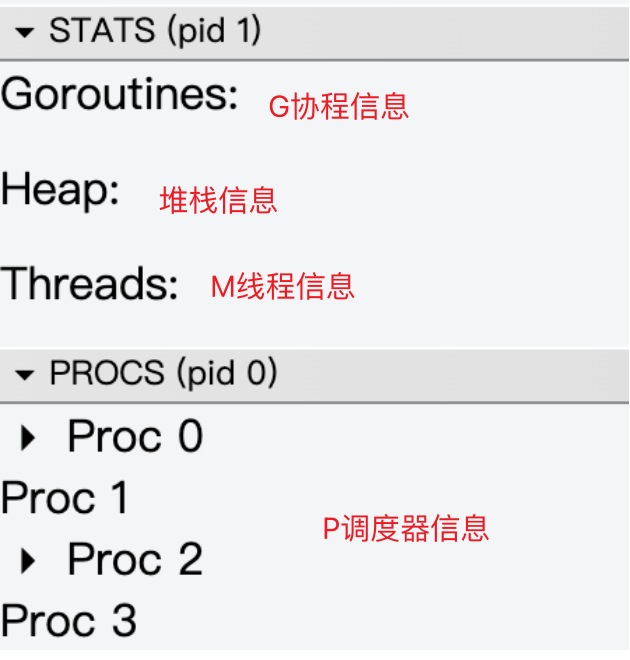 STATS (pid 1)
Goroutines: G协程信息
Heap: 堆栈信息
Threads: M线程信息
PROCS (pid 0)
Proc 0
Proc 1
P调度器信息
Proc 2
Proc 3